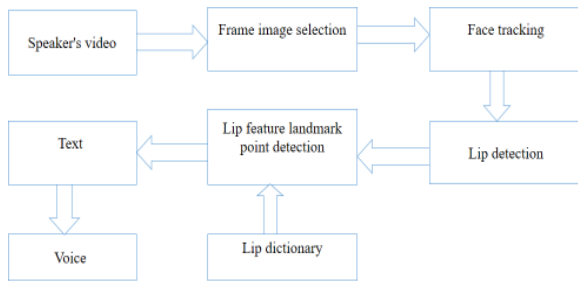 Speaker's video
Frame image selection
Face tracking
Lip detection
Lip feature landmark
point detection
Text
Lip dictionary
Voice